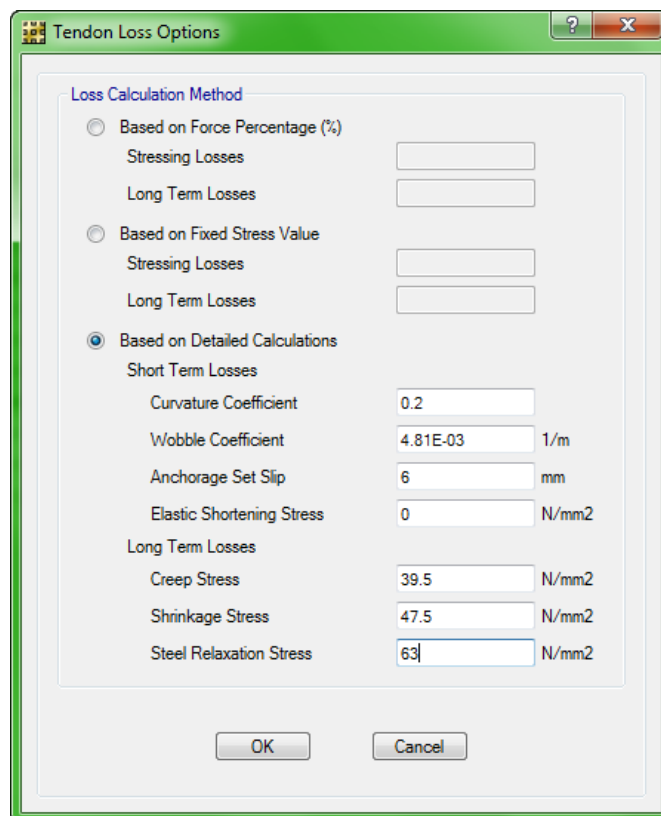 Tendon Loss Options
?
Loss Calculation Method
Based on Force Percentage (%)
Stressing Losses
Long Term Losses
Based on Fixed Stress Value
Stressing Losses
Long Term Losses
Based on Detailed Calculations
Short Term Losses
Curvature Coefficient 0.2
Wobble Coefficient 4.81E-03 1/m
Anchorage Set Slip 6 mm
Elastic Shortening Stress 0 N/mm2
Long Term Losses
Creep Stress 39.5 N/mm2
Shrinkage Stress 47.5 N/mm2
Steel Relaxation Stress 63 N/mm2
OK Cancel